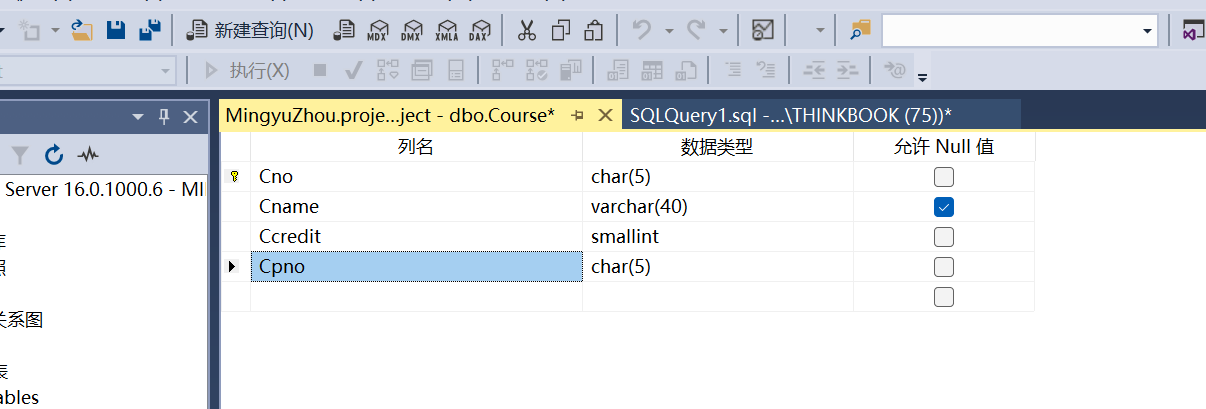 新建查询(N) MDX DMX XMLA DAX
执行(X)
MingyuZhou.proje...ject - dbo.Course* SQLQuery1.sql -...\THINKBOOK (75))*
列名 数据类型 允许 Null 值
Cno char(5)
Server 16.0.1000.6 - MI
Cname varchar(40)
Ccredit smallint
Cpno char(5)
关系图
表
ables